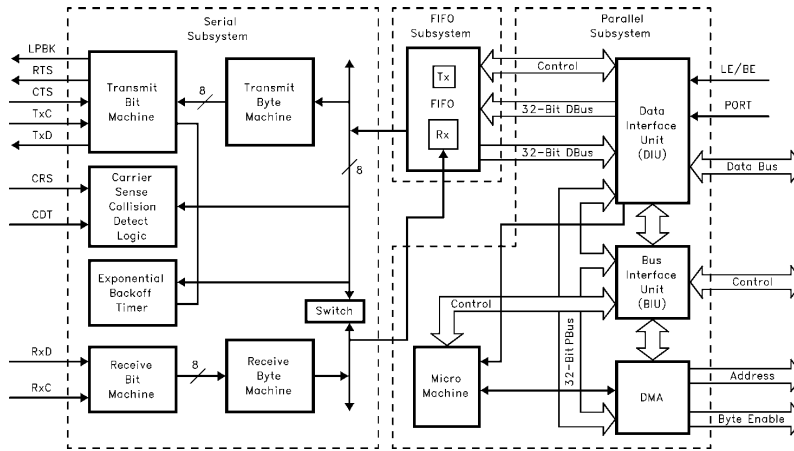 Serial
Subsystem
FIFO
Subsystem
Parallel
Subsystem
LPBK
RTS
CTS
TxC
TxD
Transmit
Bit
Machine
8
Transmit
Byte
Machine
Tx
FIFO
Rx
Control
32-Bit DBus
32-Bit DBus
Data
Interface
Unit
(DIU)
LE/BE
PORT
Data Bus
8
CRS
CDT
Carrier
Sense
Collision
Detect
Logic
Exponential
Backoff
Timer
Switch
Control
Bus
Interface
Unit
(BIU)
Control
32-Bit PBus
RxD
RxC
Receive
Bit
Machine
8
Receive
Byte
Machine
Micro
Machine
DMA
Address
Byte Enable